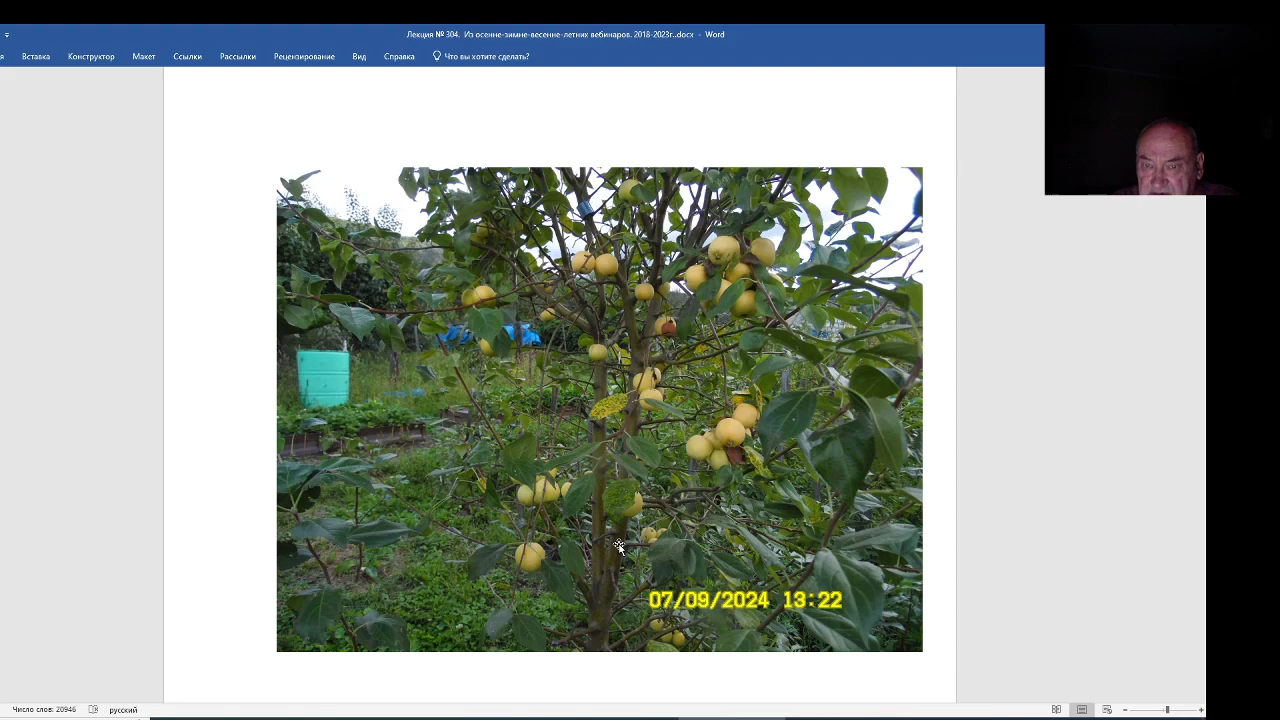 Лекция № 304. Из осенне-зимне-весенне-летних вебинаров. 2018-2023г..docx - Word
я Вставка Конструктор Макет Ссылки Рассылки Рецензирование Вид Справка Что вы хотите сделать?
07/09/2024 13:22
Число слов: 20946 русский